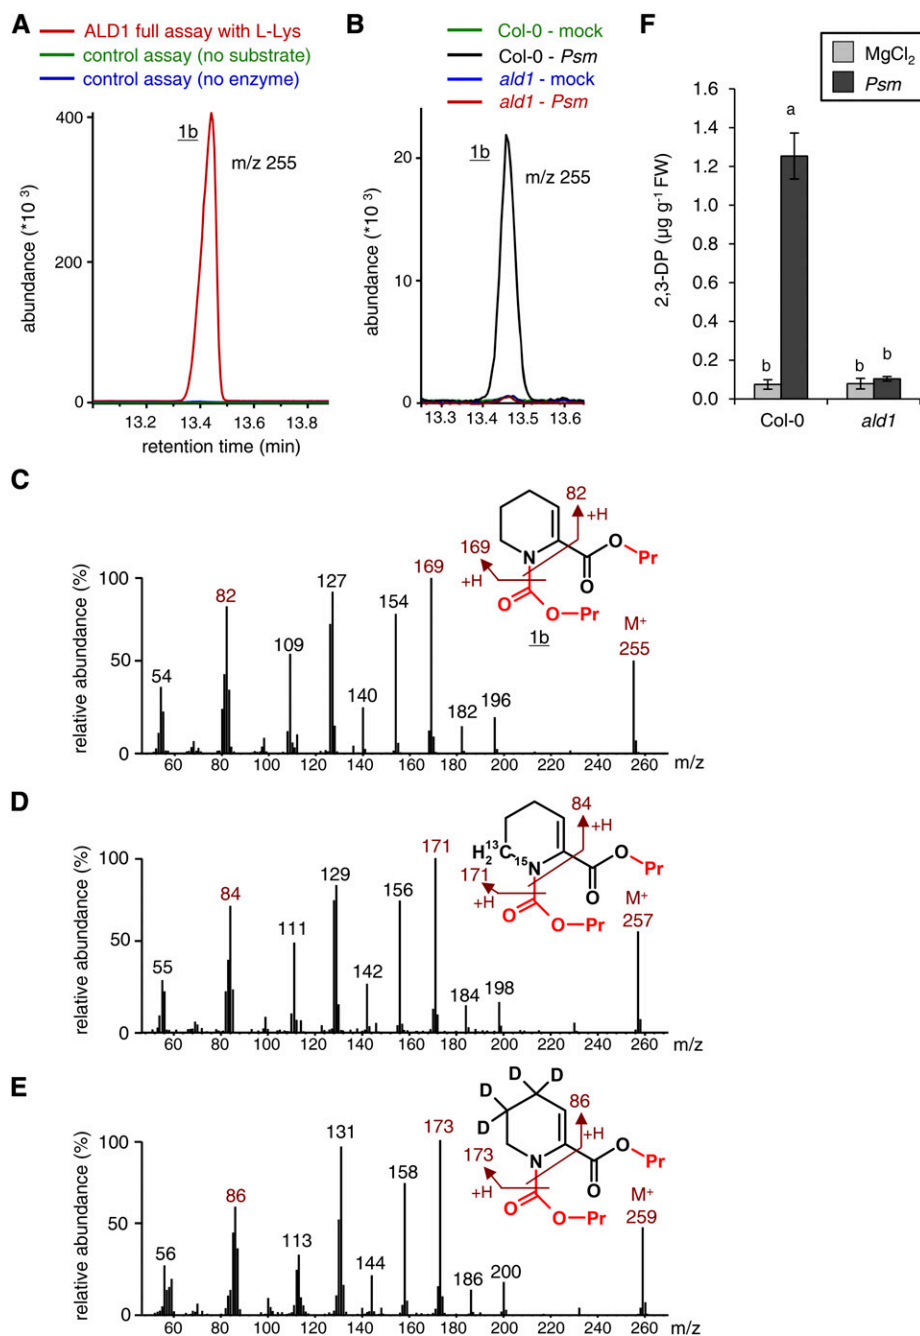 A
ALD1 full assay with L-Lys
control assay (no substrate)
control assay (no enzyme)
400
200
0
abundance (*10 3)
1b
m/z 255
13.2 13.4 13.6 13.8
retention time (min)
B
Col-0 - mock
Col-0 - Psm
ald1 - mock
ald1 - Psm
20
10
0
abundance (*10 3)
1b
m/z 255
13.3 13.4 13.5 13.6
F
MgCl2
Psm
1.6
1.4
1.2
1.0
0.8
0.6
0.4
0.2
0.0
2,3-DP (µg g-1 FW)
a
b
b
b
Col-0 ald1
C
relative abundance (%)
100
50
0
54
82
109
127
140
154
169
182
196
M+
255
60 80 100 120 140 160 180 200 220 240 260 m/z
82
+H
169
+H
N
O
O
O
O
Pr
Pr
1b
D
relative abundance (%)
100
50
0
55
84
111
129
142
156
171
184
198
M+
257
60 80 100 120 140 160 180 200 220 240 260 m/z
84
+H
H2 13C
15N
171
+H
O
O
O
O
Pr
Pr
E
relative abundance (%)
100
50
0
56
86
113
131
144
158
173
186
200
M+
259
60 80 100 120 140 160 180 200 220 240 260 m/z
D
D
D
D
86
+H
173
+H
N
O
O
O
O
Pr
Pr